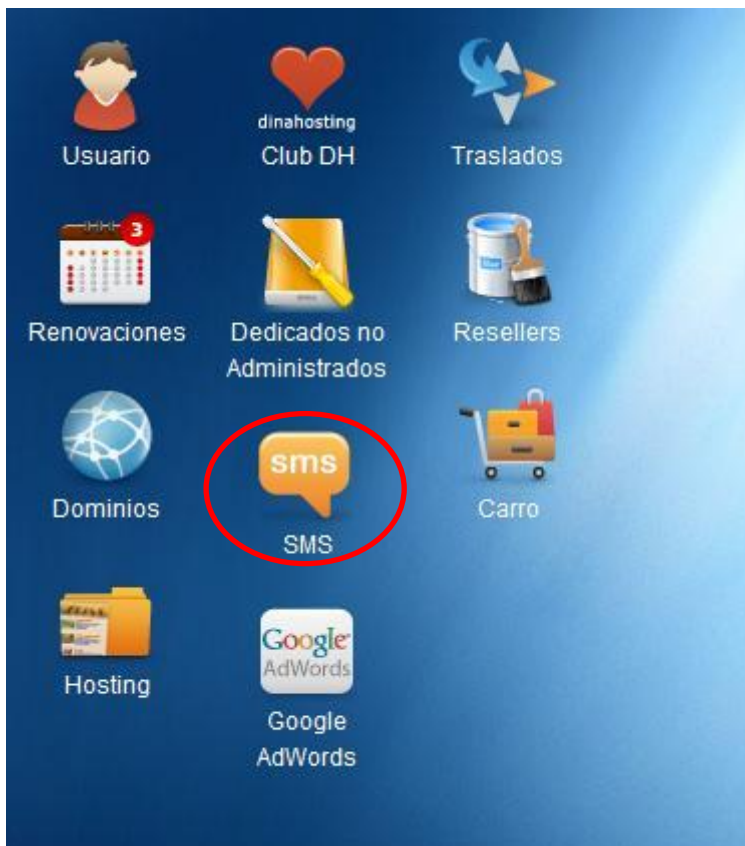 Usuario
dinahosting
Club DH
Traslados
3
Renovaciones
Dedicados no
Administrados
Resellers
Dominios
sms
SMS
Carro
Hosting
Google
AdWords
Google
AdWords